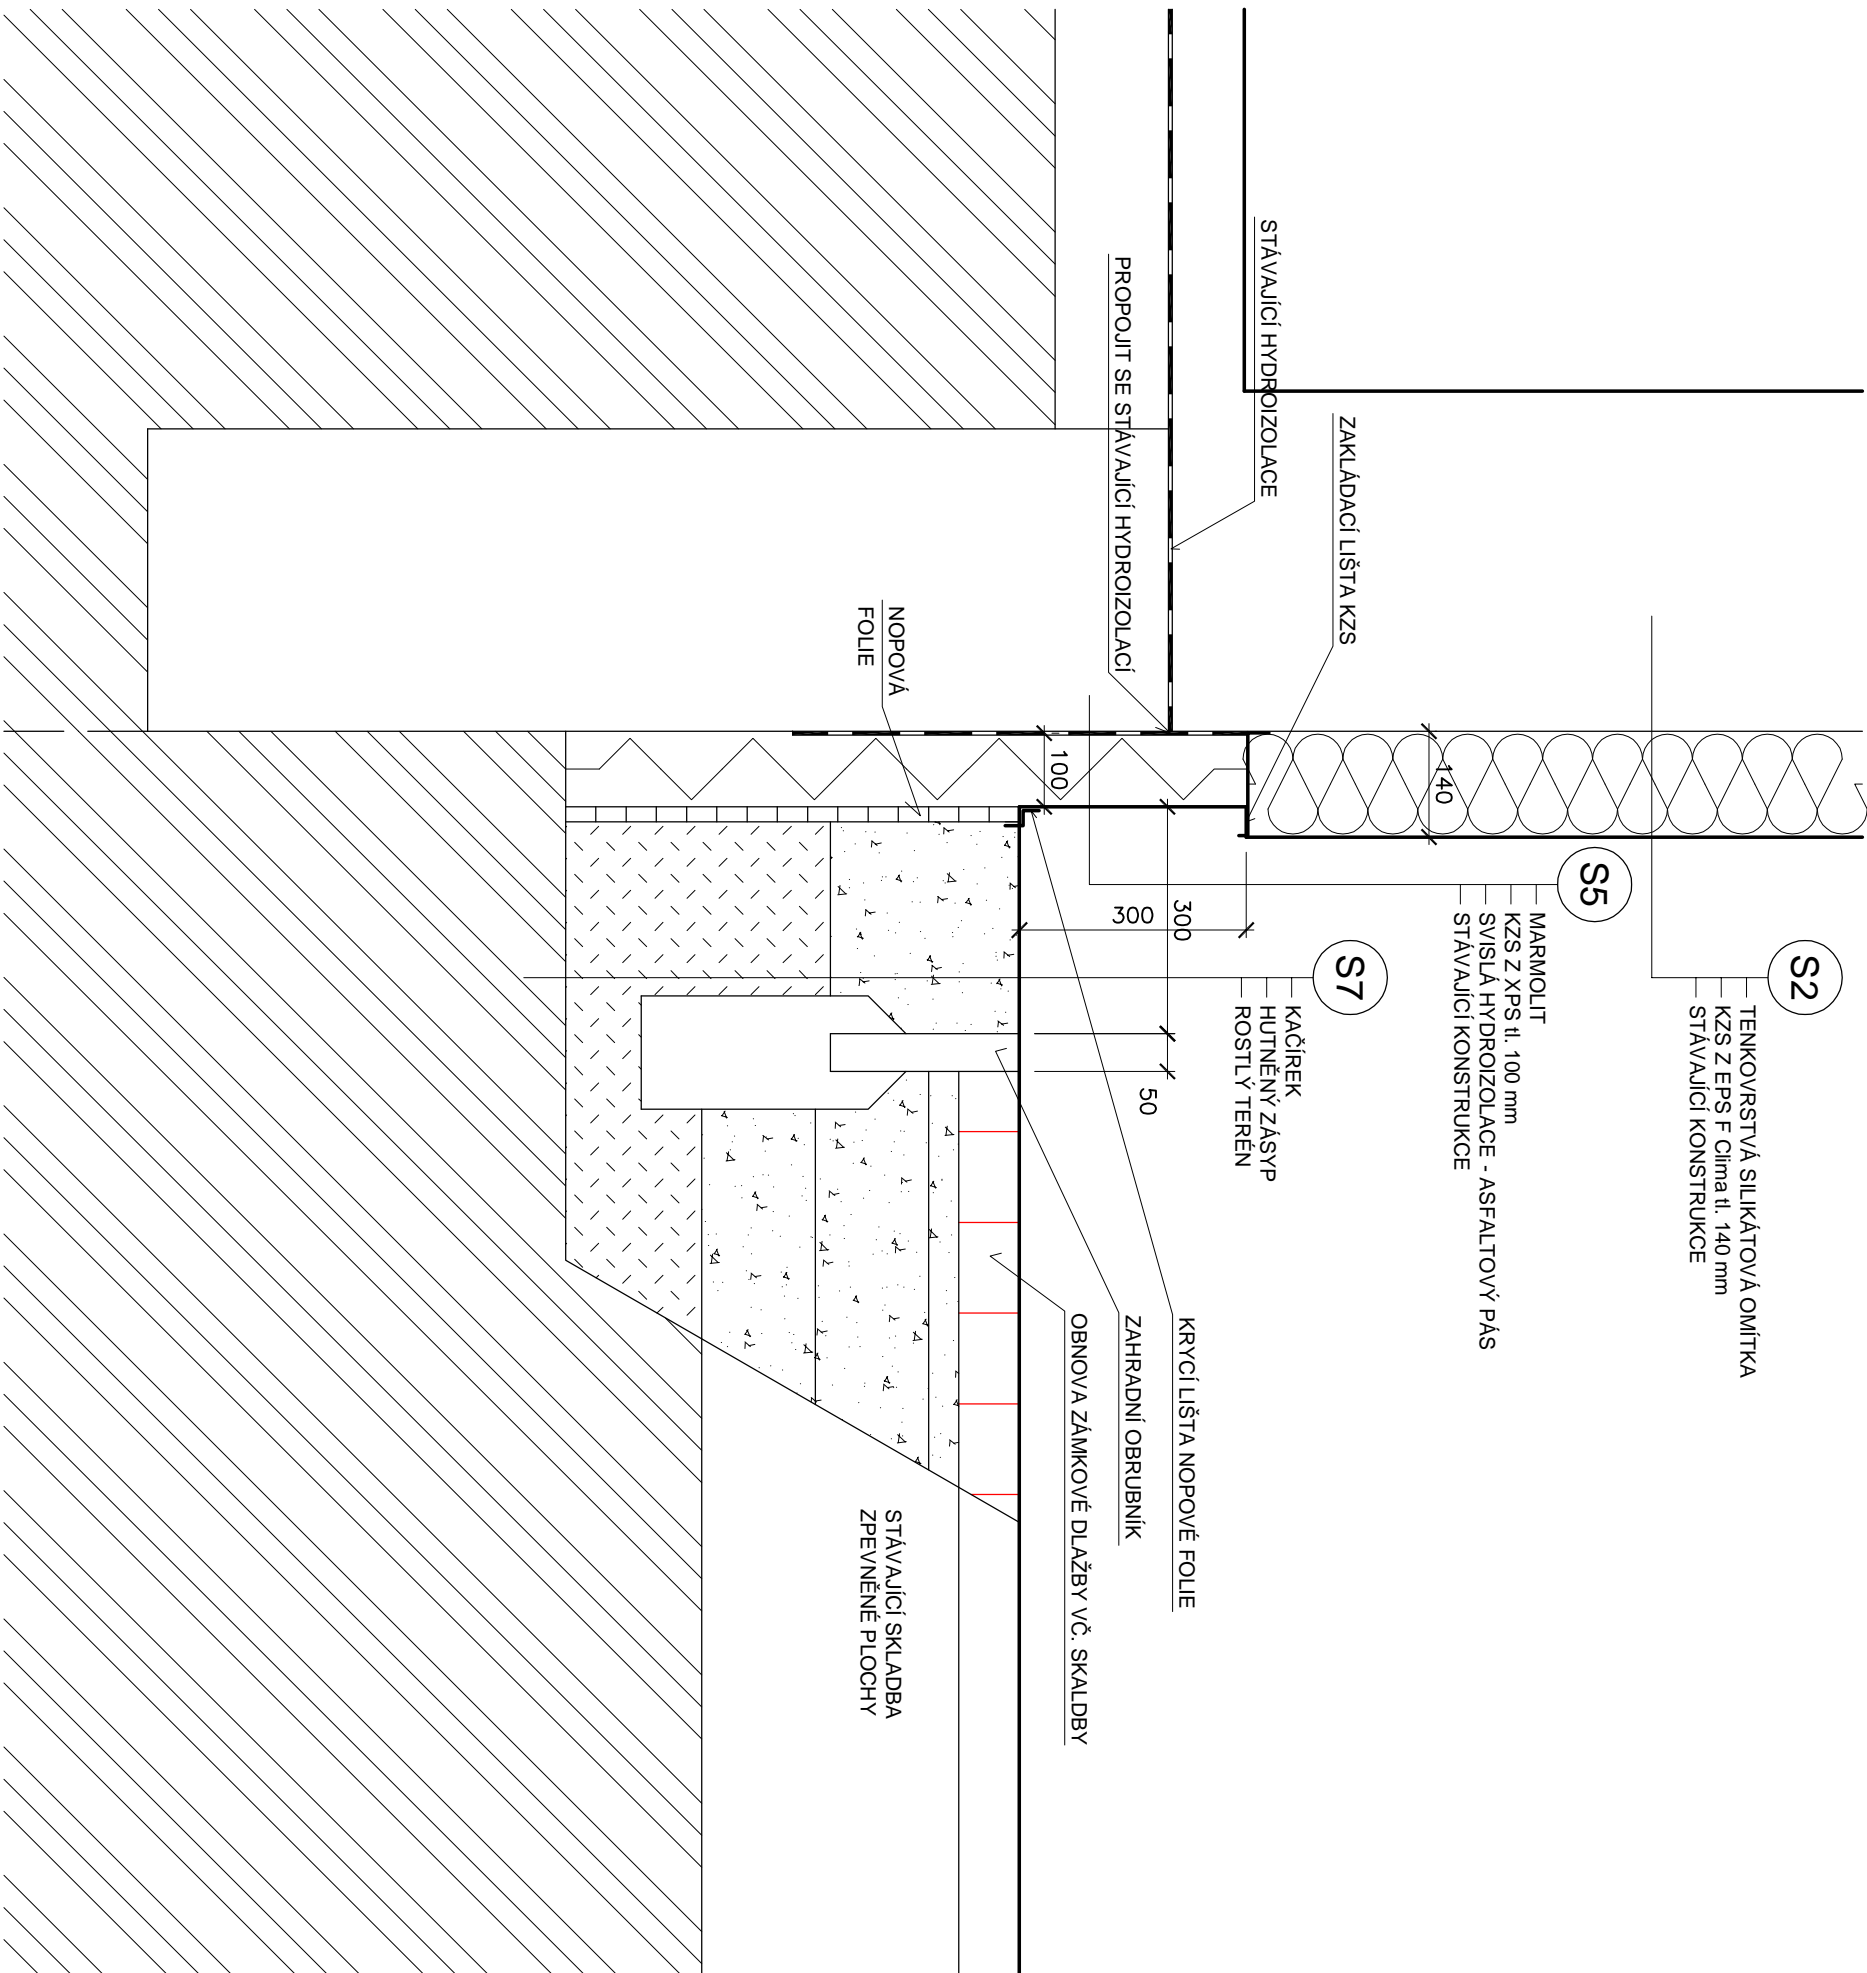 S2
TENKOVRSTVÁ SILIKÁTOVÁ OMÍTKA
KZS Z EPS F Clima tl. 140 mm
STÁVAJÍCÍ KONSTRUKCE
S5
MARMOLIT
KZS Z XPS tl. 100 mm
SVISLÁ HYDROIZOLACE - ASFALTOVÝ PÁS
STÁVAJÍCÍ KONSTRUKCE
140
S7
KAČÍREK
HUTNĚNÝ ZÁSYP
ROSTLÝ TERÉN
ZAKLÁDACÍ LIŠTA KZS
STÁVAJÍCÍ HYDROIZOLACE
PROPOJIT SE STÁVAJÍCÍ HYDROIZOLACÍ
300
300
50
100
KRYCÍ LIŠTA NOPOVÉ FOLIE
ZAHRADNÍ OBRUBNÍK
OBNOVA ZÁMKOVÉ DLAŽBY VČ. SKALDBY
NOPOVÁ
FOLIE
STÁVAJÍCÍ SKLADBA
ZPEVNĚNÉ PLOCHY